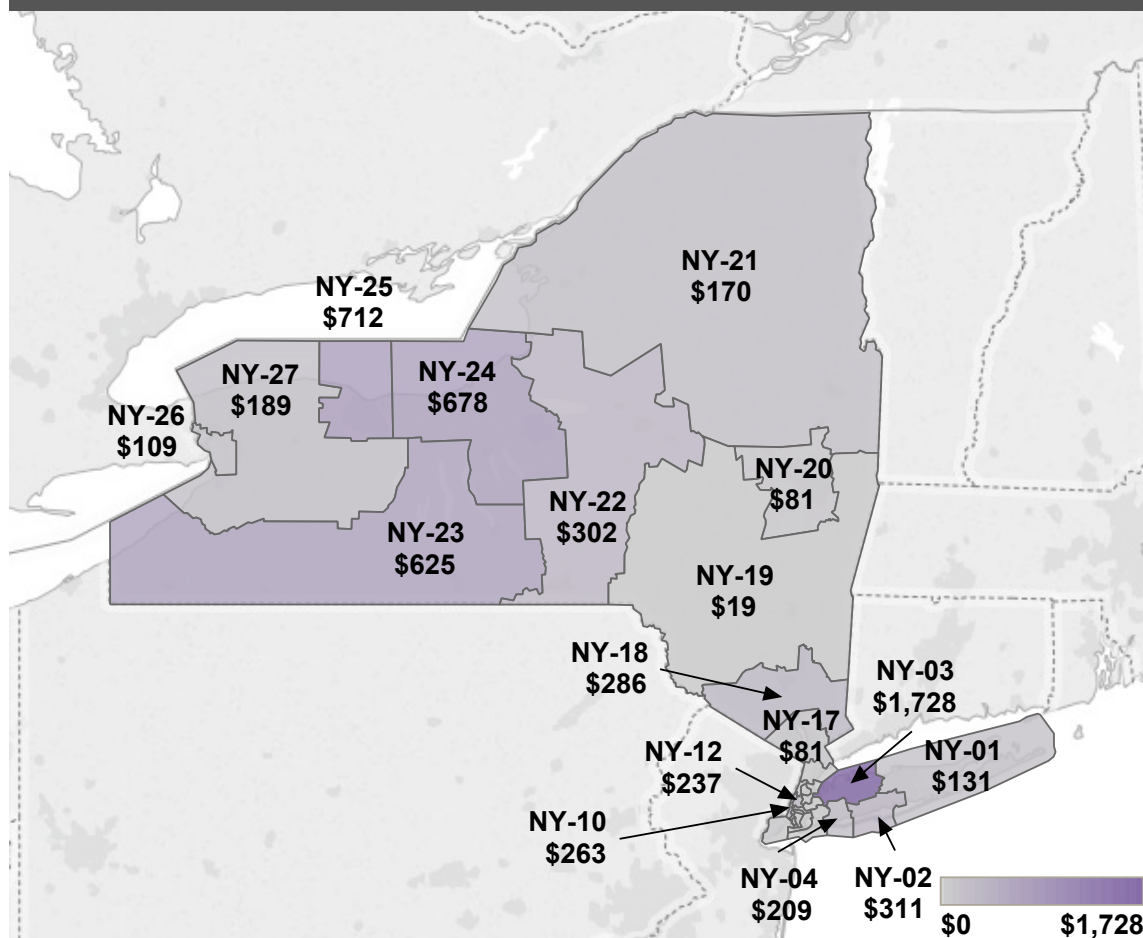 NY-21
$170
NY-25
$712
NY-27
$189
NY-24
$678
NY-26
$109
NY-20
$81
NY-22
$302
NY-23
$625
NY-19
$19
NY-18
$286
NY-03
$1,728
NY-17
$81
NY-12
$237
NY-01
$131
NY-10
$263
NY-04
$209
NY-02
$311
$0
$1,728